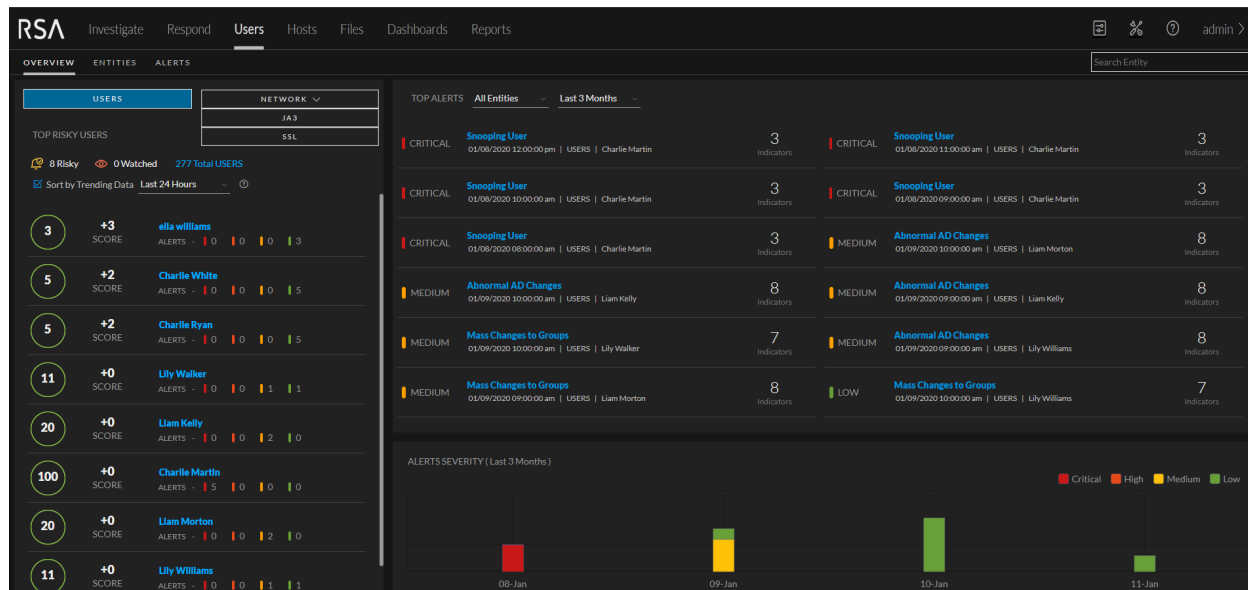 RSA Investigate Respond Users Hosts Files Dashboards Reports admin >
OVERVIEW ENTITIES ALERTS Search Entity
USERS
NETWORK
JA3
SSL
TOP RISKY USERS
8 Risky 0 Watched 277 Total USERS
Sort by Trending Data Last 24 Hours
3 +3 SCORE ella williams ALERTS - 0 0 0 3
5 +2 SCORE Charlie White ALERTS - 0 0 0 5
5 +2 SCORE Charlie Ryan ALERTS - 0 0 0 5
11 +0 SCORE Lily Walker ALERTS - 0 0 1 1
20 +0 SCORE Liam Kelly ALERTS - 0 0 2 0
100 +0 SCORE Charlie Martin ALERTS - 5 0 0 0
20 +0 SCORE Liam Morton ALERTS - 0 0 2 0
11 +0 SCORE Lily Williams ALERTS - 0 0 1 1
TOP ALERTS All Entities Last 3 Months
CRITICAL Snooping User 3
01/08/2020 12:00:00 pm | USERS | Charlie Martin Indicators
CRITICAL Snooping User 3
01/08/2020 11:00:00 am | USERS | Charlie Martin Indicators
CRITICAL Snooping User 3
01/08/2020 10:00:00 am | USERS | Charlie Martin Indicators
CRITICAL Snooping User 3
01/08/2020 09:00:00 am | USERS | Charlie Martin Indicators
CRITICAL Snooping User 3
01/08/2020 08:00:00 am | USERS | Charlie Martin Indicators
MEDIUM Abnormal AD Changes 8
01/09/2020 10:00:00 am | USERS | Liam Morton Indicators
MEDIUM Abnormal AD Changes 8
01/09/2020 10:00:00 am | USERS | Liam Kelly Indicators
MEDIUM Abnormal AD Changes 8
01/09/2020 09:00:00 am | USERS | Liam Kelly Indicators
MEDIUM Mass Changes to Groups 7
01/09/2020 10:00:00 am | USERS | Lily Walker Indicators
MEDIUM Abnormal AD Changes 8
01/09/2020 09:00:00 am | USERS | Lily Williams Indicators
MEDIUM Mass Changes to Groups 8
01/09/2020 09:00:00 am | USERS | Liam Morton Indicators
LOW Mass Changes to Groups 7
01/09/2020 10:00:00 am | USERS | Lily Williams Indicators
ALERTS SEVERITY ( Last 3 Months )
Critical High Medium Low
08-Jan 09-Jan 10-Jan 11-Jan